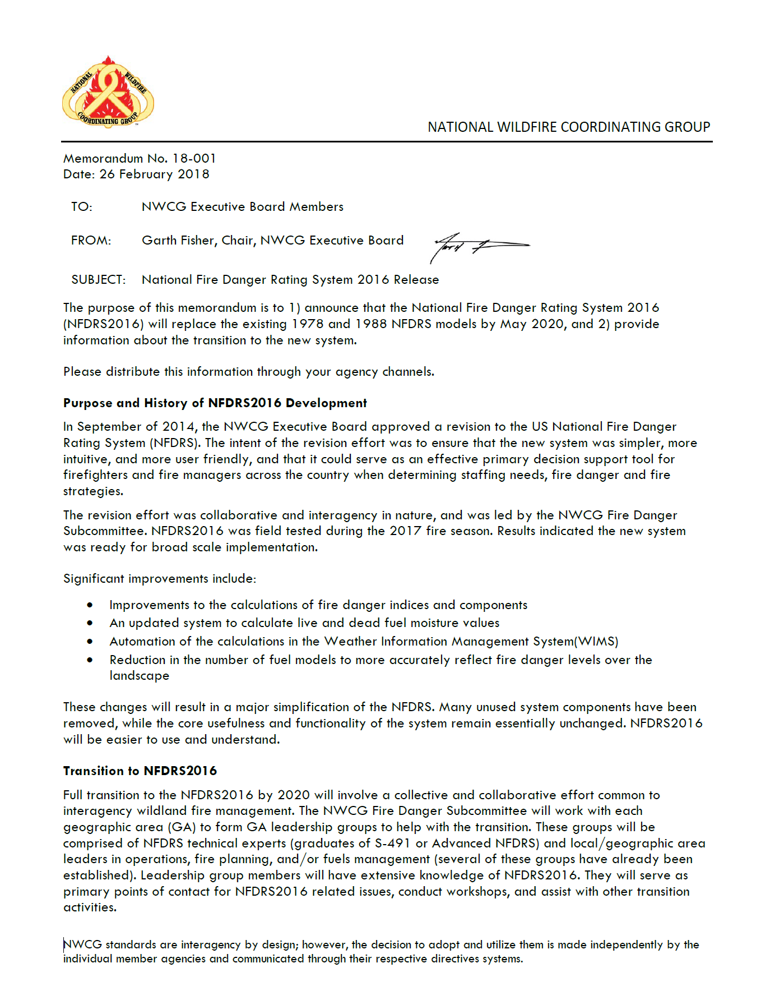 NATIONAL WILDFIRE
COORDINATING GROUP
TM
NATIONAL WILDFIRE COORDINATING GROUP
Memorandum No. 18-001
Date: 26 February 2018
TO: NWCG Executive Board Members
FROM: Garth Fisher, Chair, NWCG Executive Board
SUBJECT: National Fire Danger Rating System 2016 Release
The purpose of this memorandum is to 1) announce that the National Fire Danger Rating System 2016
(NFDRS2016) will replace the existing 1978 and 1988 NFDRS models by May 2020, and 2) provide
information about the transition to the new system.
Please distribute this information through your agency channels.
Purpose and History of NFDRS2016 Development
In September of 2014, the NWCG Executive Board approved a revision to the US National Fire Danger
Rating System (NFDRS). The intent of the revision effort was to ensure that the new system was simpler, more
intuitive, and more user friendly, and that it could serve as an effective primary decision support tool for
firefighters and fire managers across the country when determining staffing needs, fire danger and fire
strategies.
The revision effort was collaborative and interagency in nature, and was led by the NWCG Fire Danger
Subcommittee. NFDRS2016 was field tested during the 2017 fire season. Results indicated the new system
was ready for broad scale implementation.
Significant improvements include:
• Improvements to the calculations of fire danger indices and components
• An updated system to calculate live and dead fuel moisture values
• Automation of the calculations in the Weather Information Management System(WIMS)
• Reduction in the number of fuel models to more accurately reflect fire danger levels over the
landscape
These changes will result in a major simplification of the NFDRS. Many unused system components have been
removed, while the core usefulness and functionality of the system remain essentially unchanged. NFDRS2016
will be easier to use and understand.
Transition to NFDRS2016
Full transition to the NFDRS2016 by 2020 will involve a collective and collaborative effort common to
interagency wildland fire management. The NWCG Fire Danger Subcommittee will work with each
geographic area (GA) to form GA leadership groups to help with the transition. These groups will be
comprised of NFDRS technical experts (graduates of S-491 or Advanced NFDRS) and local/geographic area
leaders in operations, fire planning, and/or fuels management (several of these groups have already been
established). Leadership group members will have extensive knowledge of NFDRS2016. They will serve as
primary points of contact for NFDRS2016 related issues, conduct workshops, and assist with other transition
activities.
NWCG standards are interagency by design; however, the decision to adopt and utilize them is made independently by the
individual member agencies and communicated through their respective directives systems.